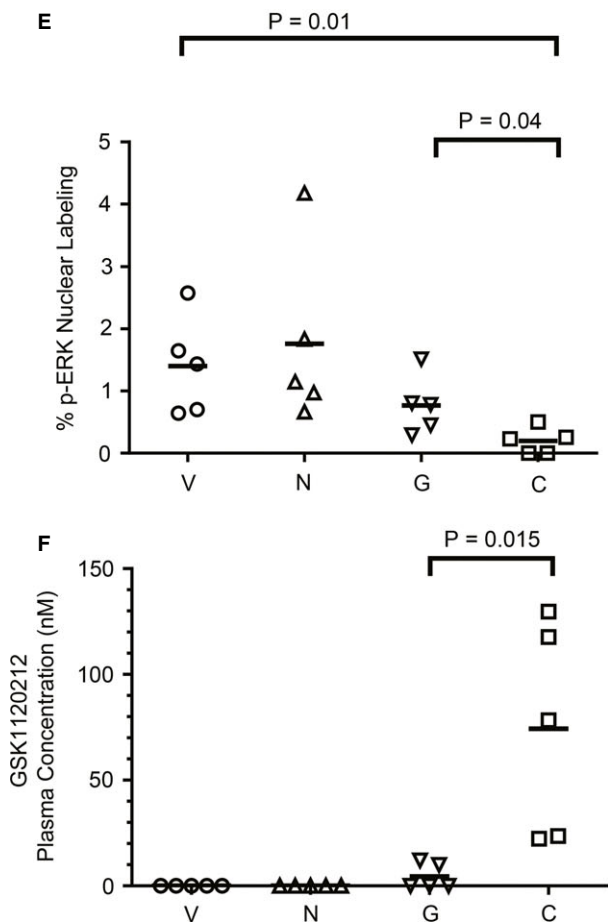 E
P = 0.01
P = 0.04
5
4
3
2
1
0
% p-ERK Nuclear Labeling
V N G C
F
P = 0.015
150
100
50
0
GSK1120212
Plasma Concentration (nM)
V N G C